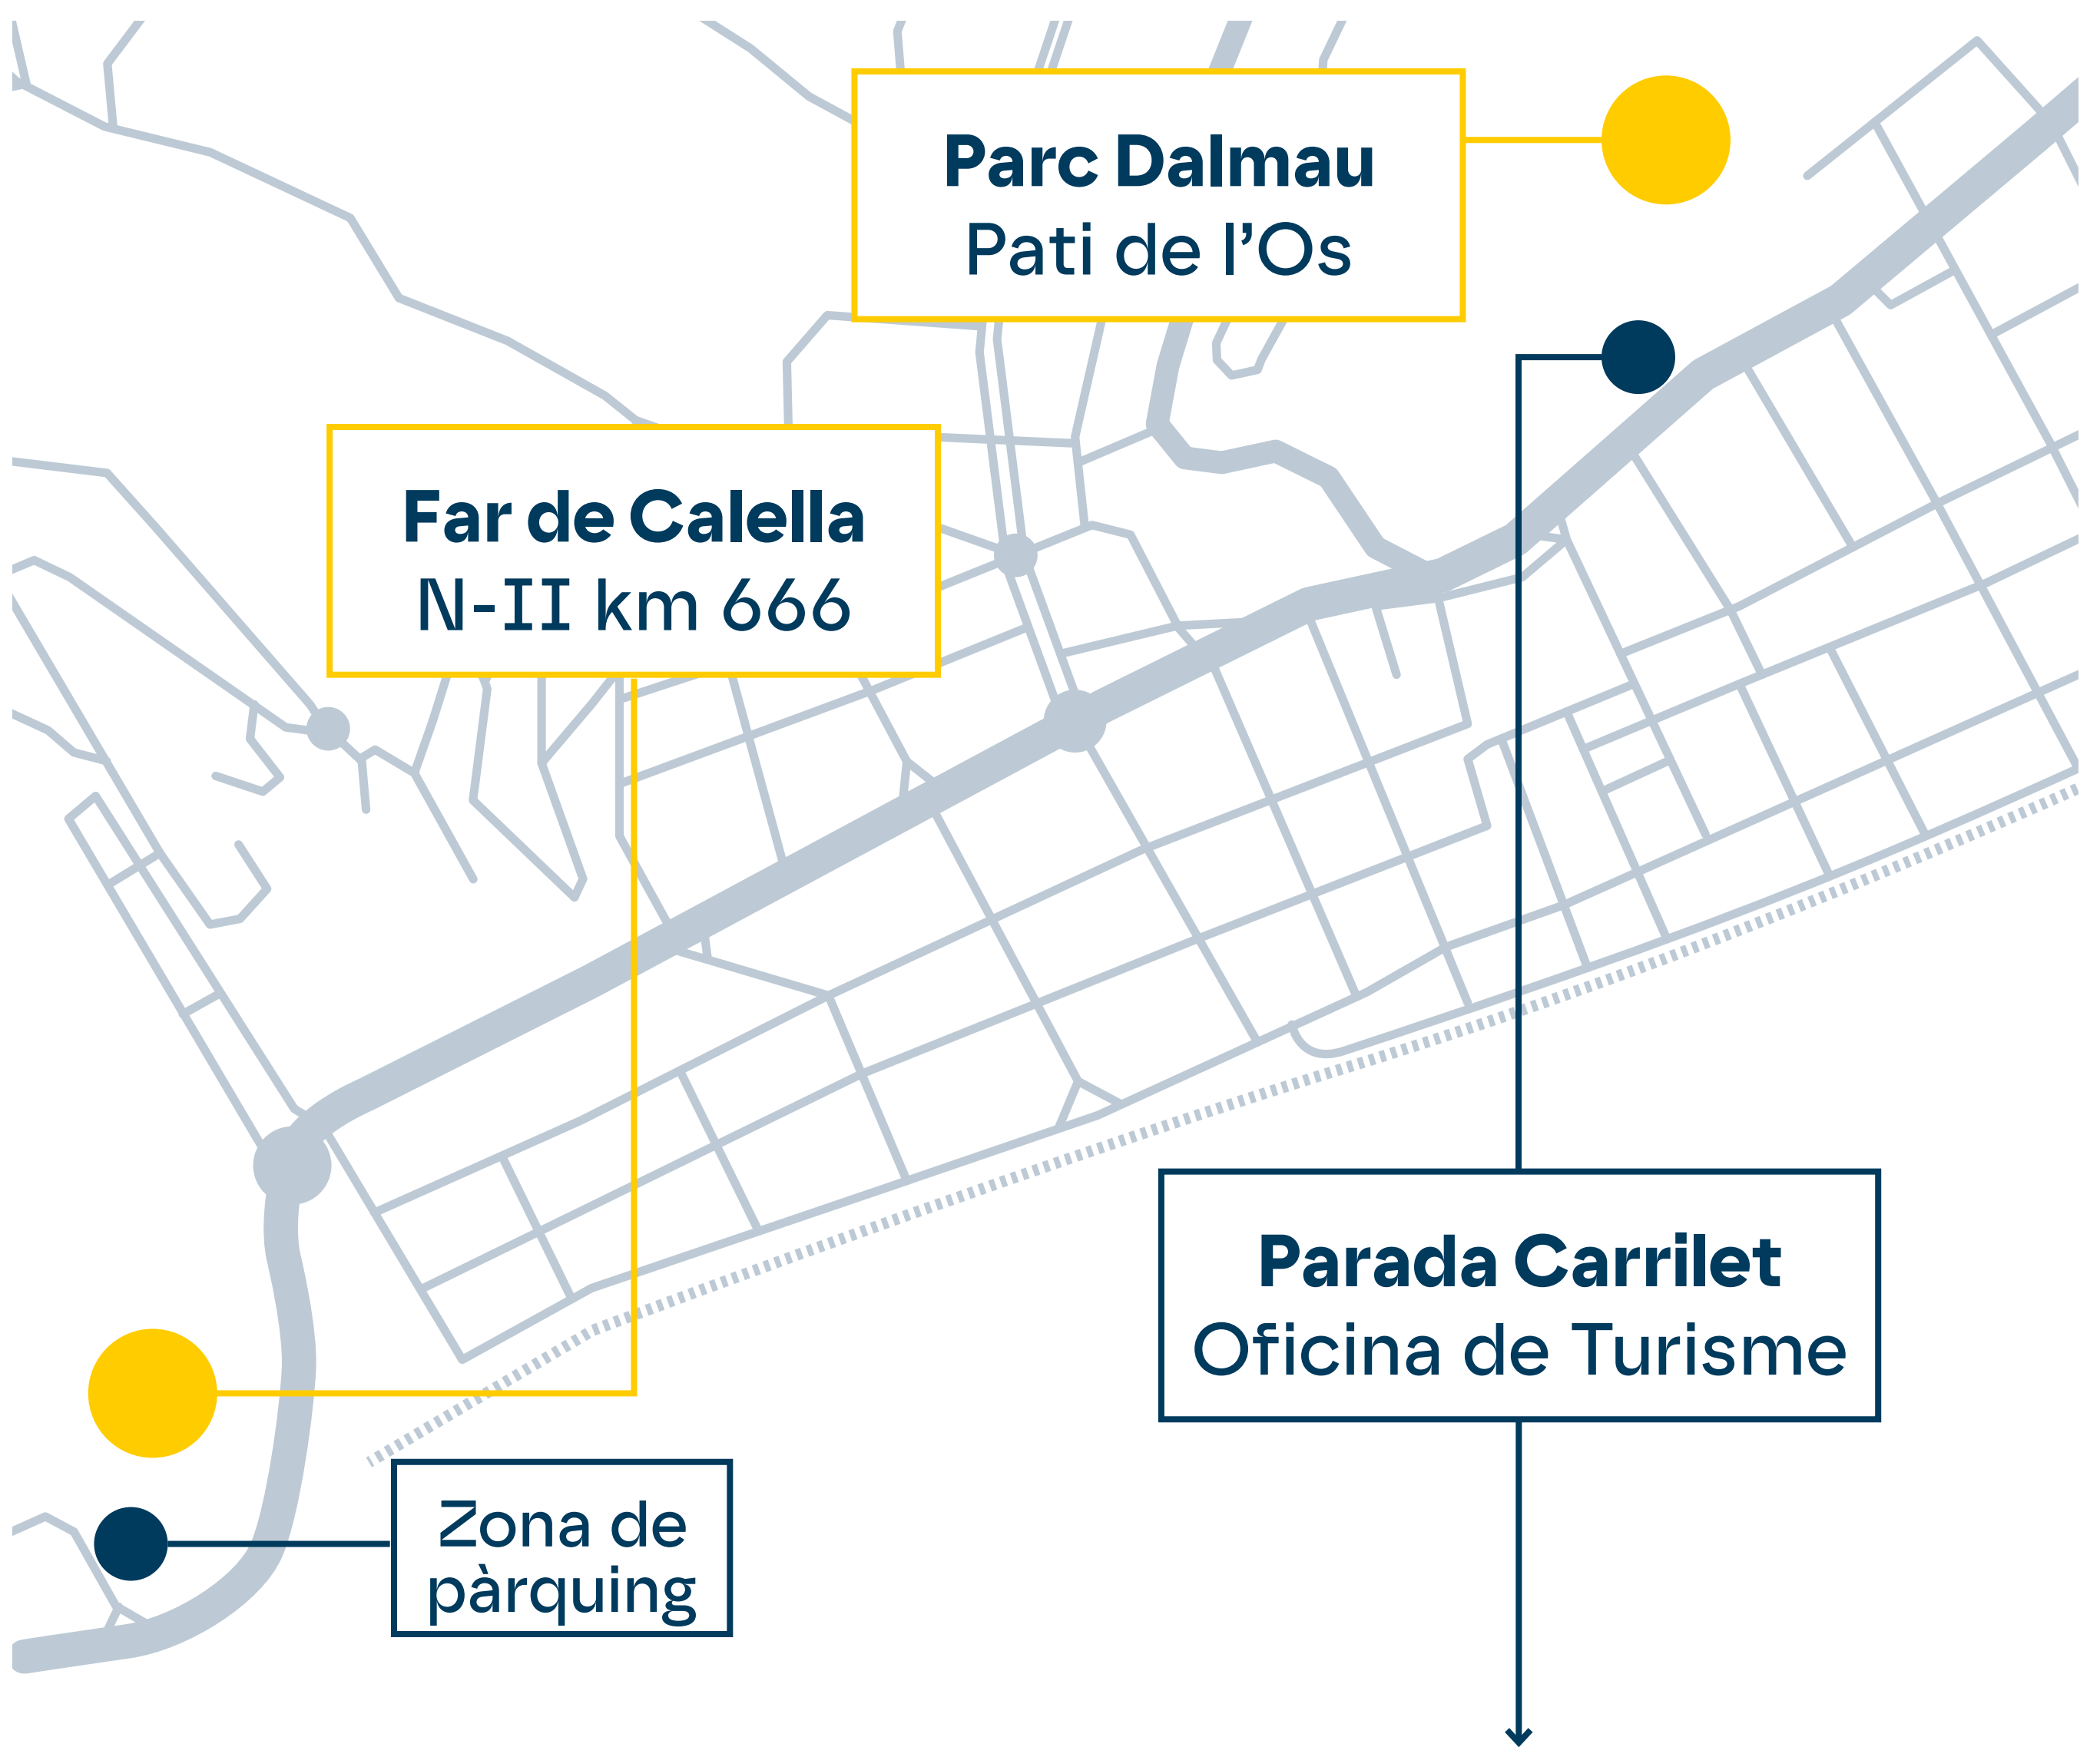 Parc Dalmau
Pati de l'Os
Far de Calella
N-II km 666
Parada Carrilet
Oficina de Turisme
Zona de
pàrquing